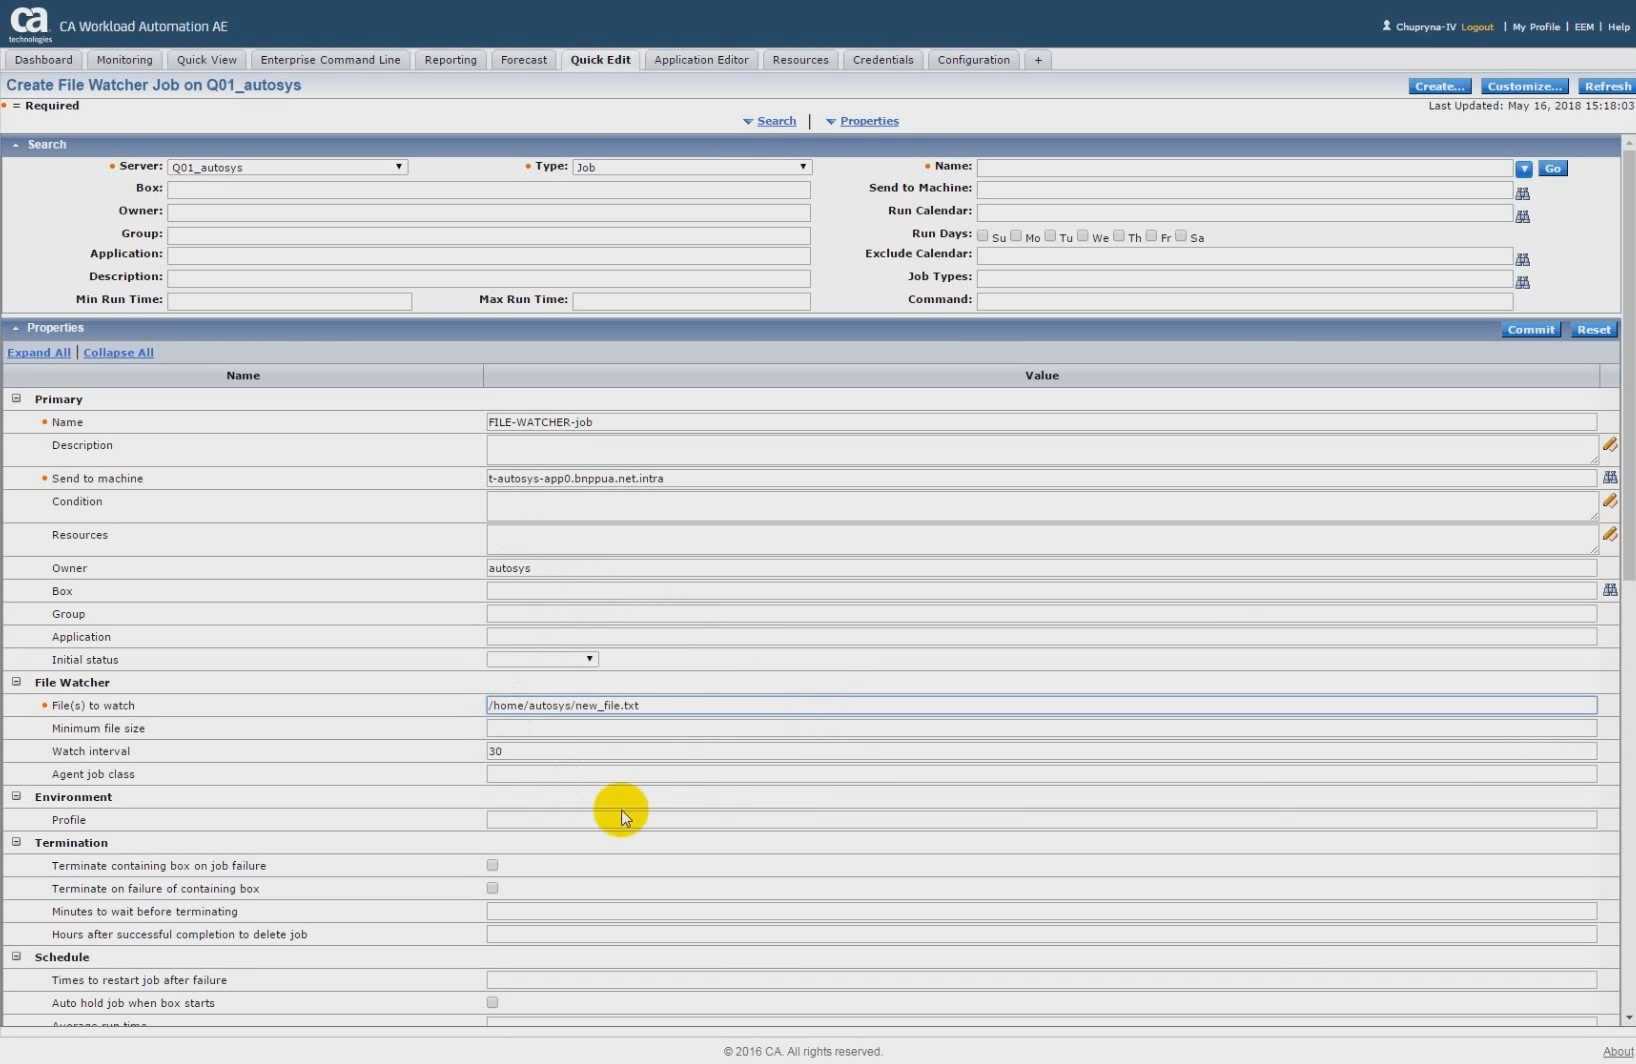 ca technologies CA Workload Automation AE
Chupryna-IV Logout | My Profile | EEM | Help
Dashboard Monitoring Quick View Enterprise Command Line Reporting Forecast Quick Edit Application Editor Resources Credentials Configuration +
Create File Watcher Job on Q01_autosys Create... Customize... Refresh
= Required Last Updated: May 16, 2018 15:18:03
Search | Properties
Search
Server: Q01_autosys Type: Job Name: Go
Box: Send to Machine:
Owner: Run Calendar:
Group: Run Days: Su Mo Tu We Th Fr Sa
Application: Exclude Calendar:
Description: Job Types:
Min Run Time: Max Run Time: Command:
Properties Commit Reset
Expand All | Collapse All
Name Value
Primary
Name FILE-WATCHER-job
Description
Send to machine t-autosys-app0.bnppua.net.intra
Condition
Resources
Owner autosys
Box
Group
Application
Initial status
File Watcher
File(s) to watch /home/autosys/new_file.txt
Minimum file size
Watch interval 30
Agent job class
Environment
Profile
Termination
Terminate containing box on job failure
Terminate on failure of containing box
Minutes to wait before terminating
Hours after successful completion to delete job
Schedule
Times to restart job after failure
Auto hold job when box starts
Average run time
© 2016 CA. All rights reserved. About